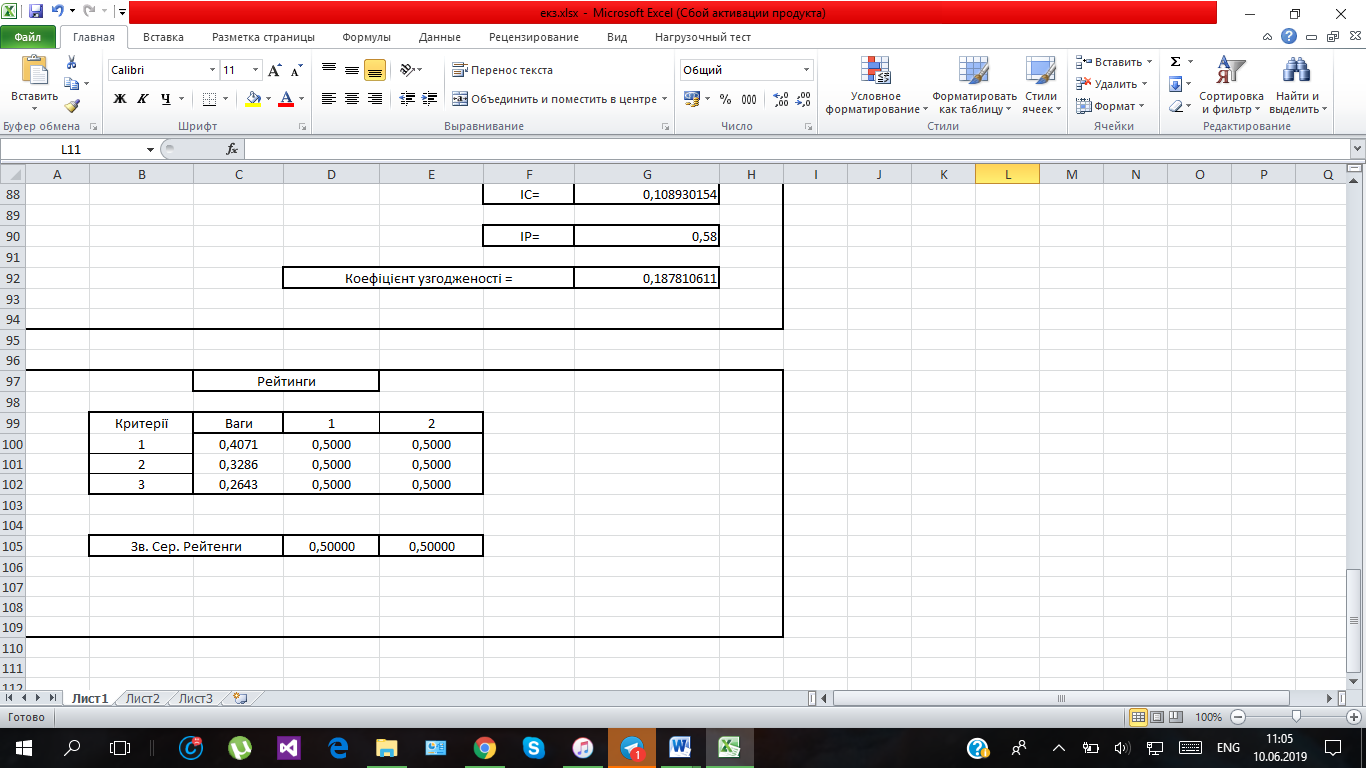 екз.xlsx - Microsoft Excel (Сбой активации продукта)
Файл Главная Вставка Разметка страницы Формулы Данные Рецензирование Вид Нагрузочный тест
Вставить
Буфер обмена
Calibri 11
Ж К Ч
Шрифт
Перенос текста
Объединить и поместить в центре
Выравнивание
Общий
% 000
Число
Условное форматирование
Форматировать как таблицу
Стили ячеек
Стили
Вставить
Удалить
Формат
Ячейки
Σ
Сортировка и фильтр
Найти и выделить
Редактирование
L11 fx
A B C D E F G H I J K L M N O P Q
88 ІС= 0,108930154
89
90 ІР= 0,58
91
92 Коефіцієнт узгодженості = 0,187810611
93
94
95
96
97 Рейтинги
98
99 Критерії Ваги 1 2
100 1 0,4071 0,5000 0,5000
101 2 0,3286 0,5000 0,5000
102 3 0,2643 0,5000 0,5000
103
104
105 Зв. Сер. Рейтенги 0,50000 0,50000
106
107
108
109
110
111
112
Лист1 Лист2 Лист3
Готово 100%
1 ENG 11:05
10.06.2019